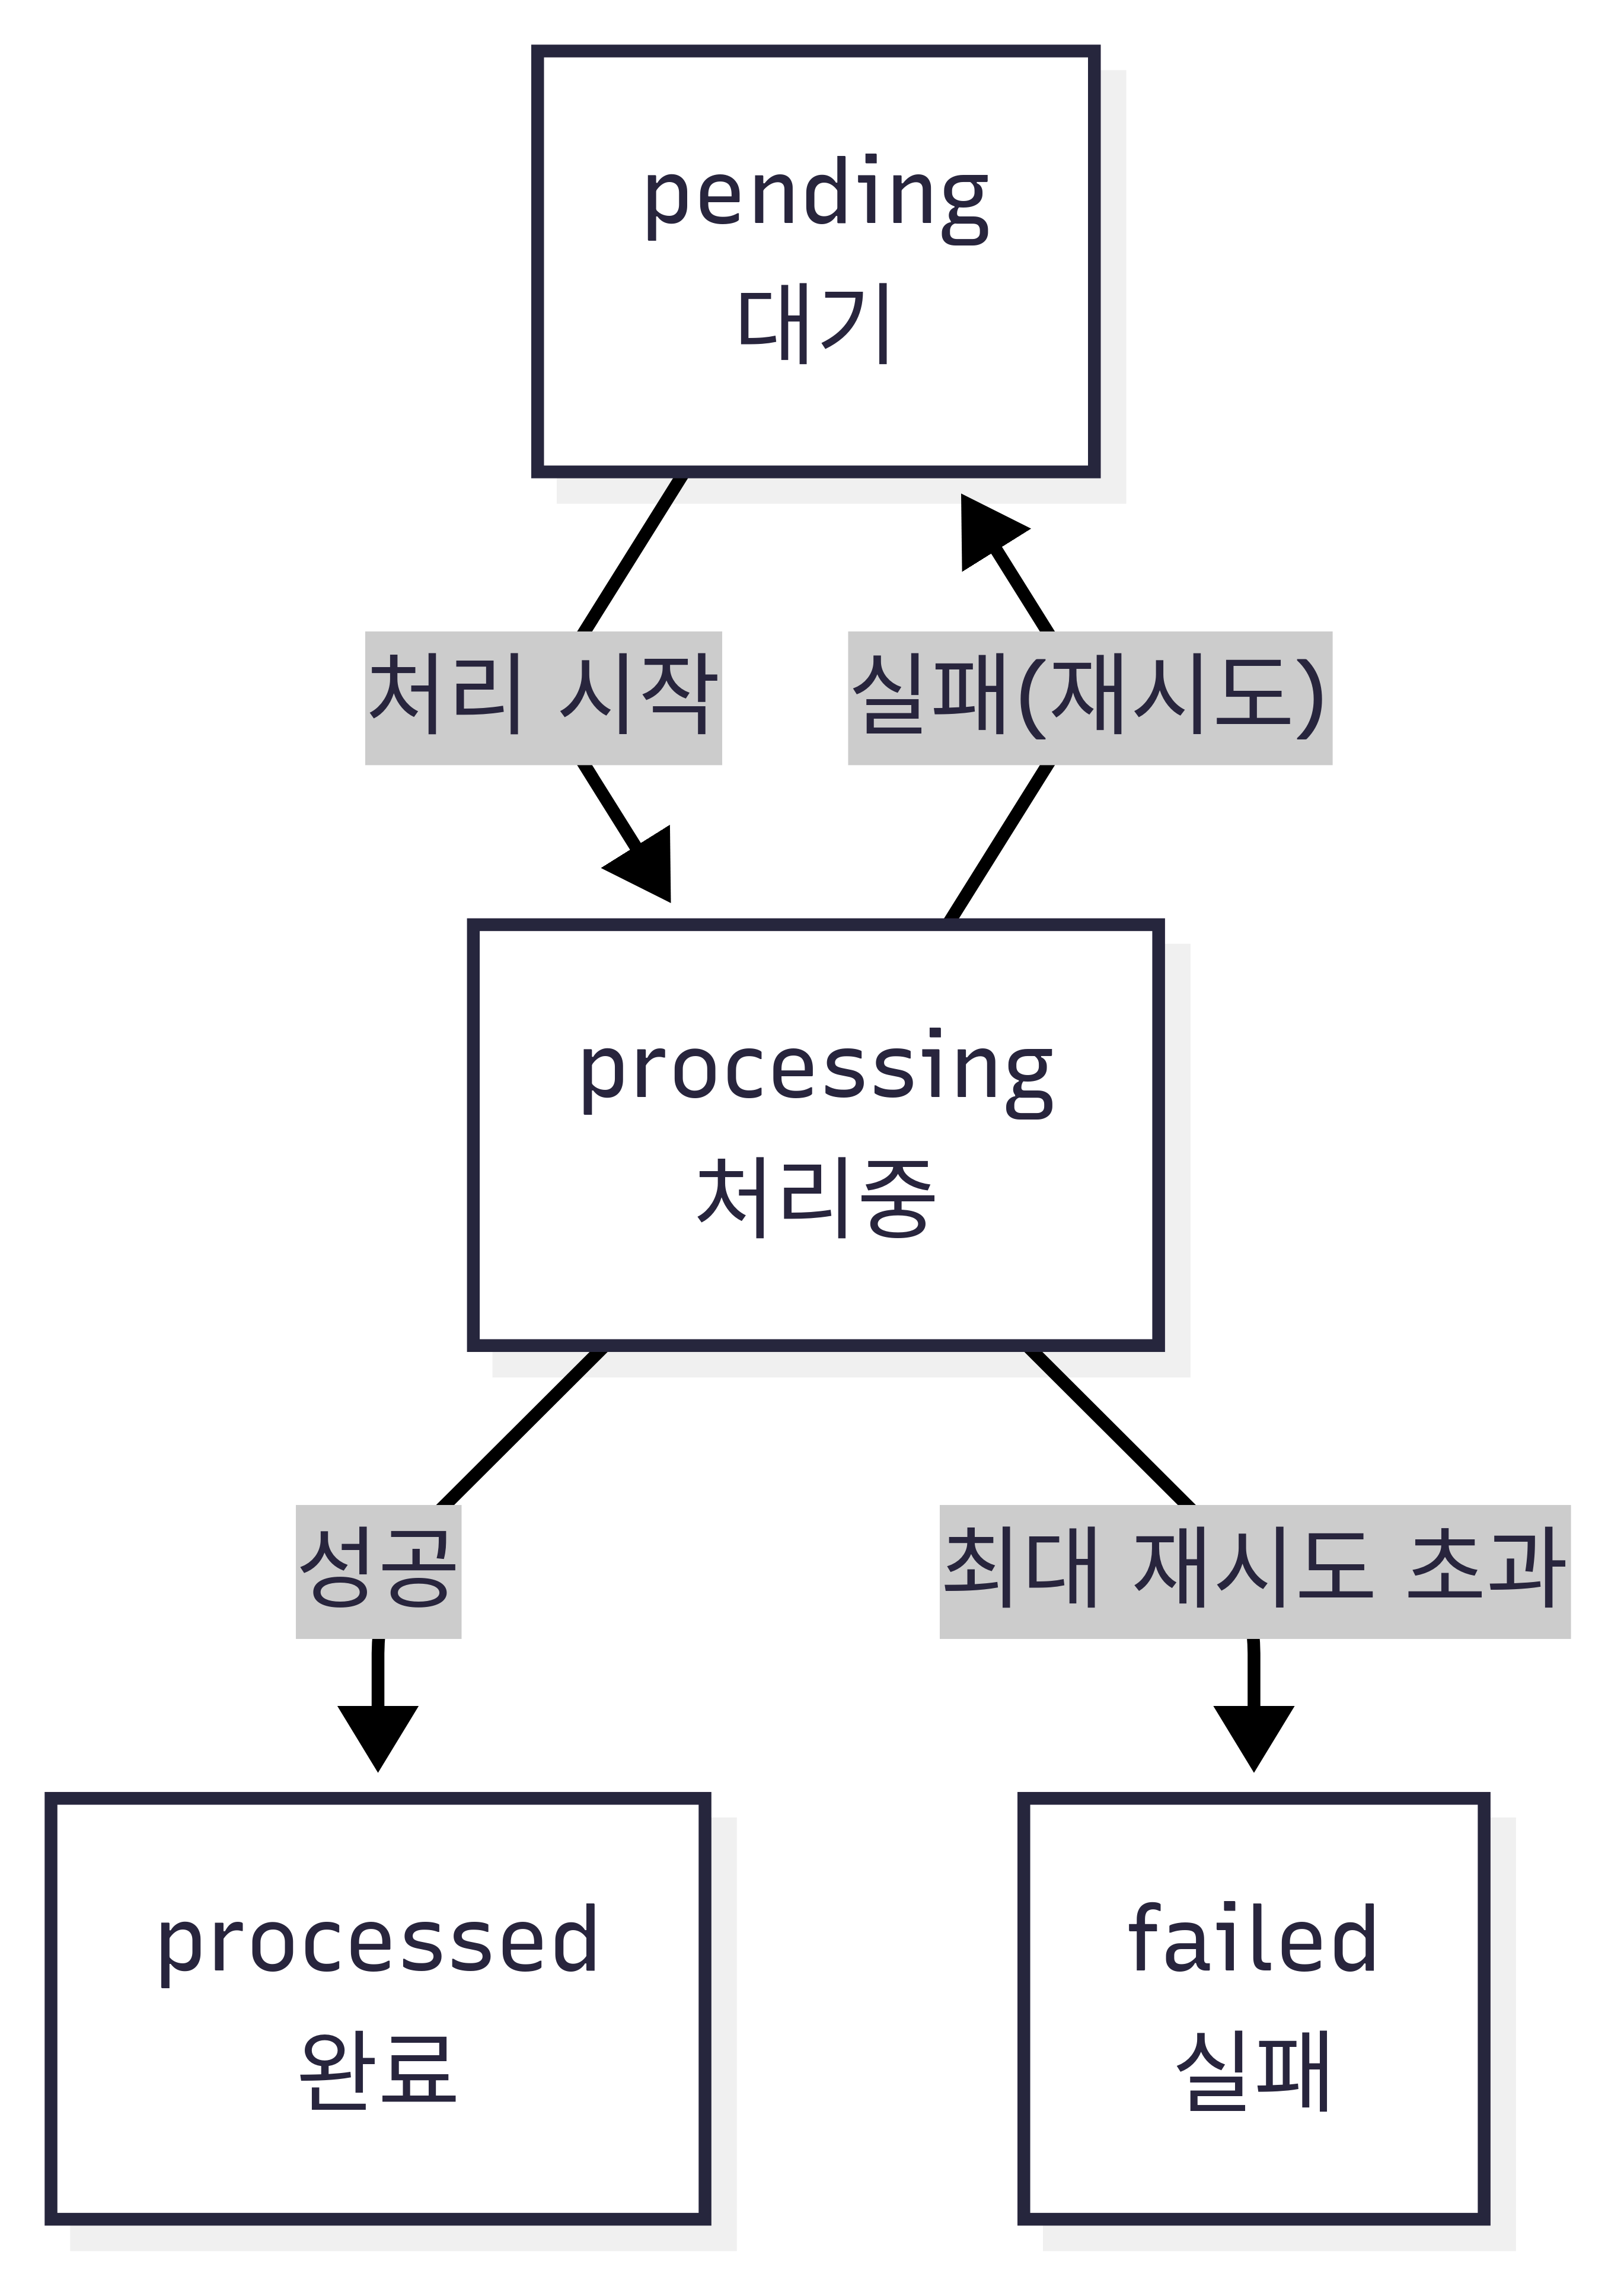 pending
대기
처리 시작
실패(재시도)
processing
처리중
성공
최대 재시도 초과
processed
완료
failed
실패